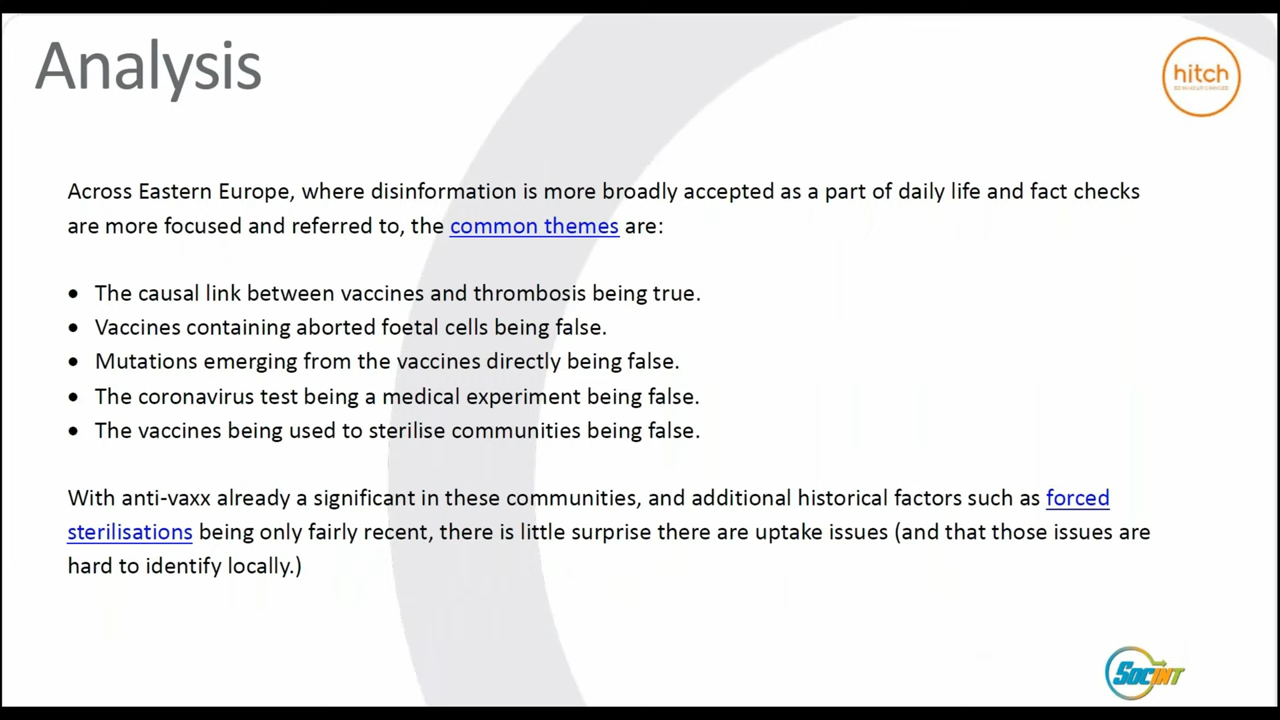 Analysis
hitch
Across Eastern Europe, where disinformation is more broadly accepted as a part of daily life and fact checks
are more focused and referred to, the common themes are:
• The causal link between vaccines and thrombosis being true.
• Vaccines containing aborted foetal cells being false.
• Mutations emerging from the vaccines directly being false.
• The coronavirus test being a medical experiment being false.
• The vaccines being used to sterilise communities being false.
With anti-vaxx already a significant in these communities, and additional historical factors such as forced
sterilisations being only fairly recent, there is little surprise there are uptake issues (and that those issues are
hard to identify locally.)
SOCINT